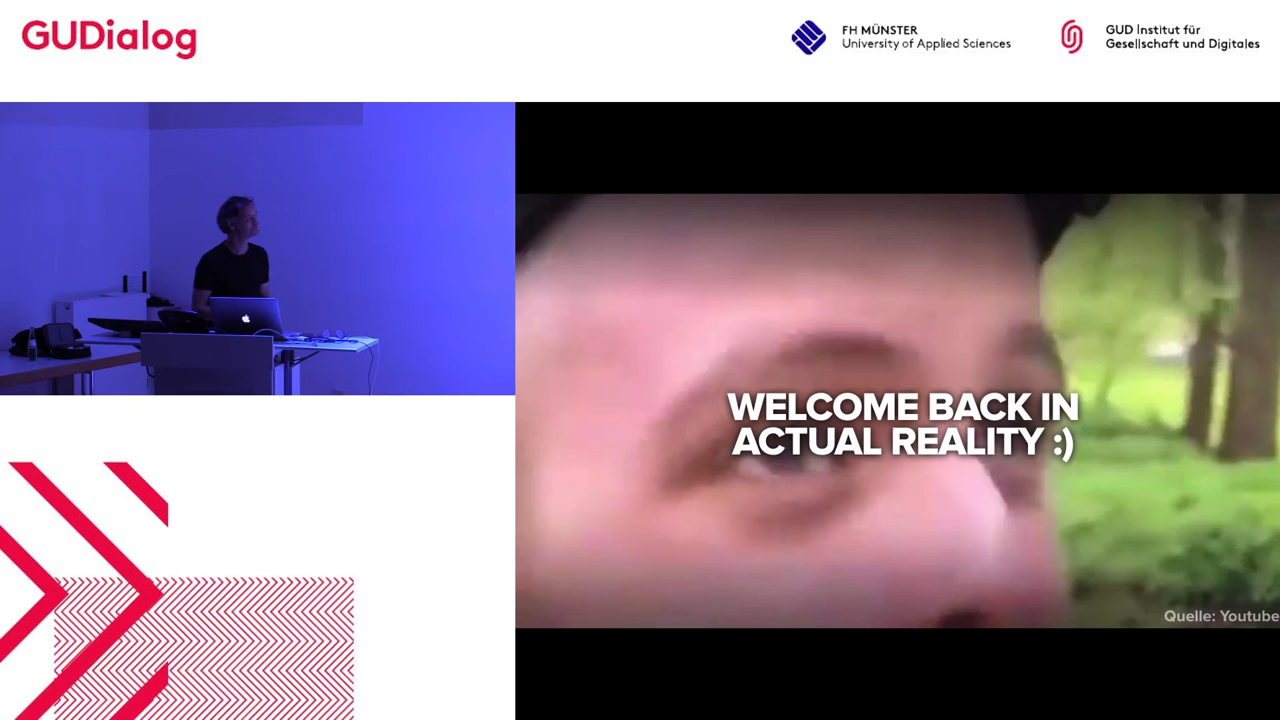 GUDialog
FH MÜNSTER
University of Applied Sciences
GUD Institut für
Gesellschaft und Digitales
WELCOME BACK IN
ACTUAL REALITY :)
Quelle: Youtube